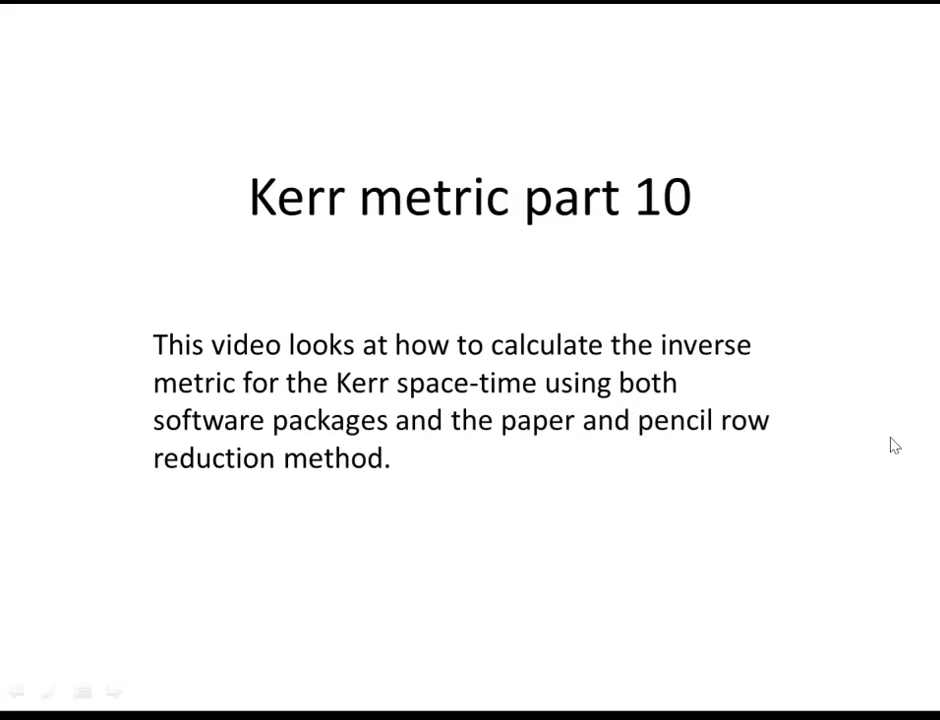 Kerr metric part 10
This video looks at how to calculate the inverse
metric for the Kerr space-time using both
software packages and the paper and pencil row
reduction method.